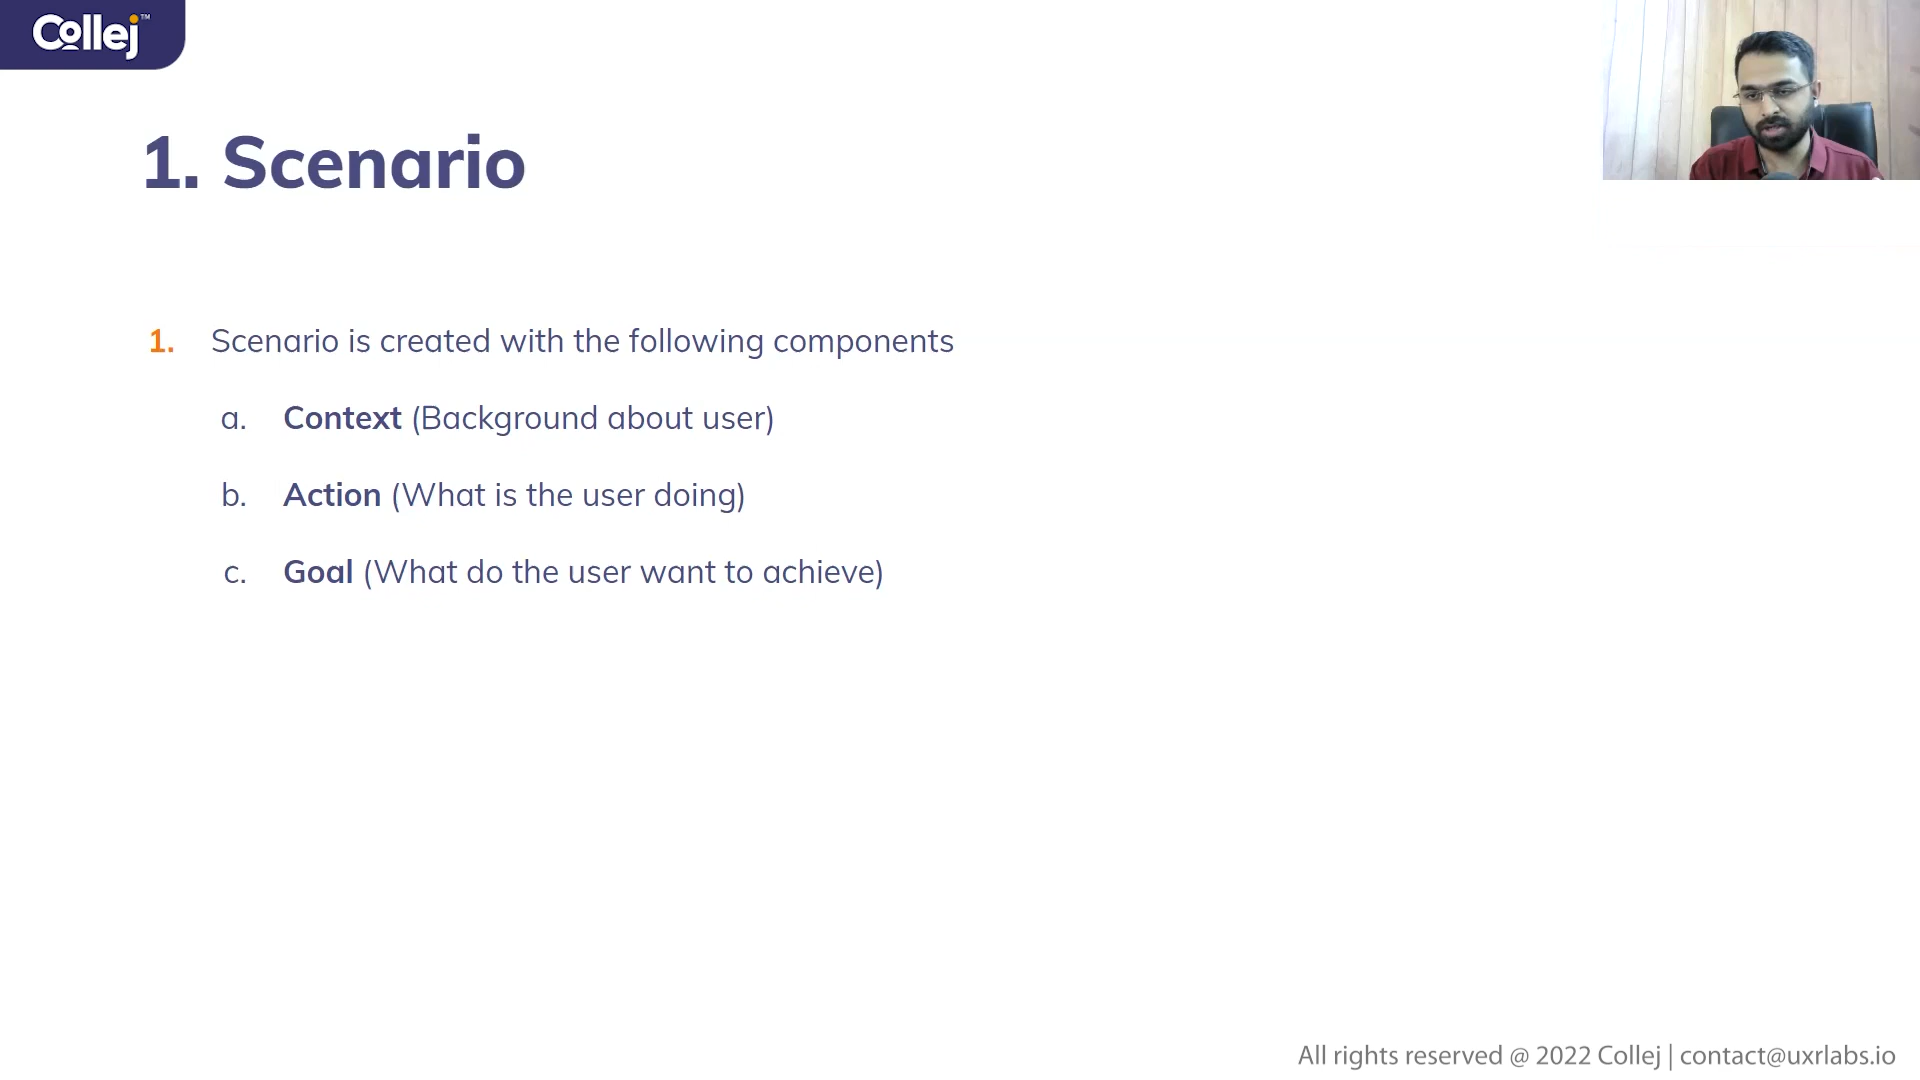 Collej™
1. Scenario
1. Scenario is created with the following components
a. Context (Background about user)
b. Action (What is the user doing)
c. Goal (What do the user want to achieve)
All rights reserved @ 2022 Collej | contact@uxrlabs.io